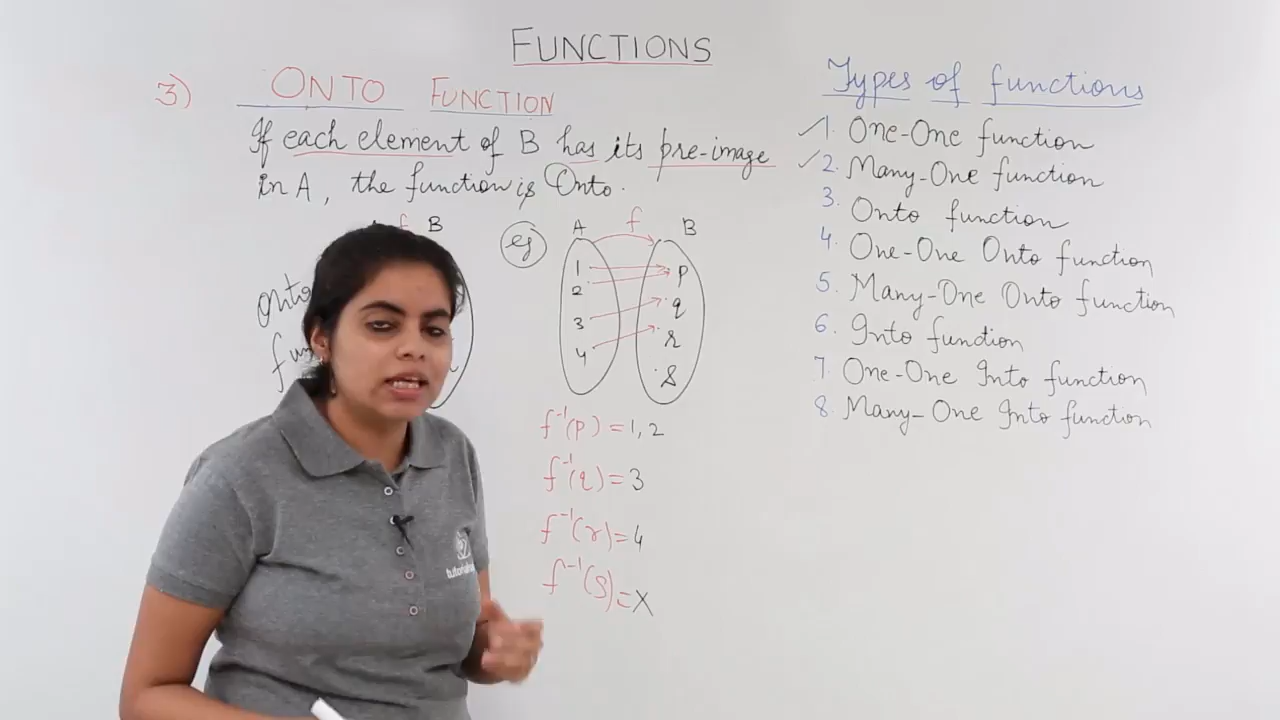 FUNCTIONS
3) ONTO FUNCTION
If each element of B has its pre-image
in A, the function is Onto.
f B
Onto
eg
f
A B
1
2
3
4
p
q
r
s
f⁻¹(p) = 1, 2
f⁻¹(q) = 3
f⁻¹(r) = 4
f⁻¹(s) = X
Types of functions
✓1. One-One function
✓2. Many-One function
3. Onto function
4. One-One Onto function
5. Many-One Onto function
6. Into function
7. One-One Into function
8. Many-One Into function